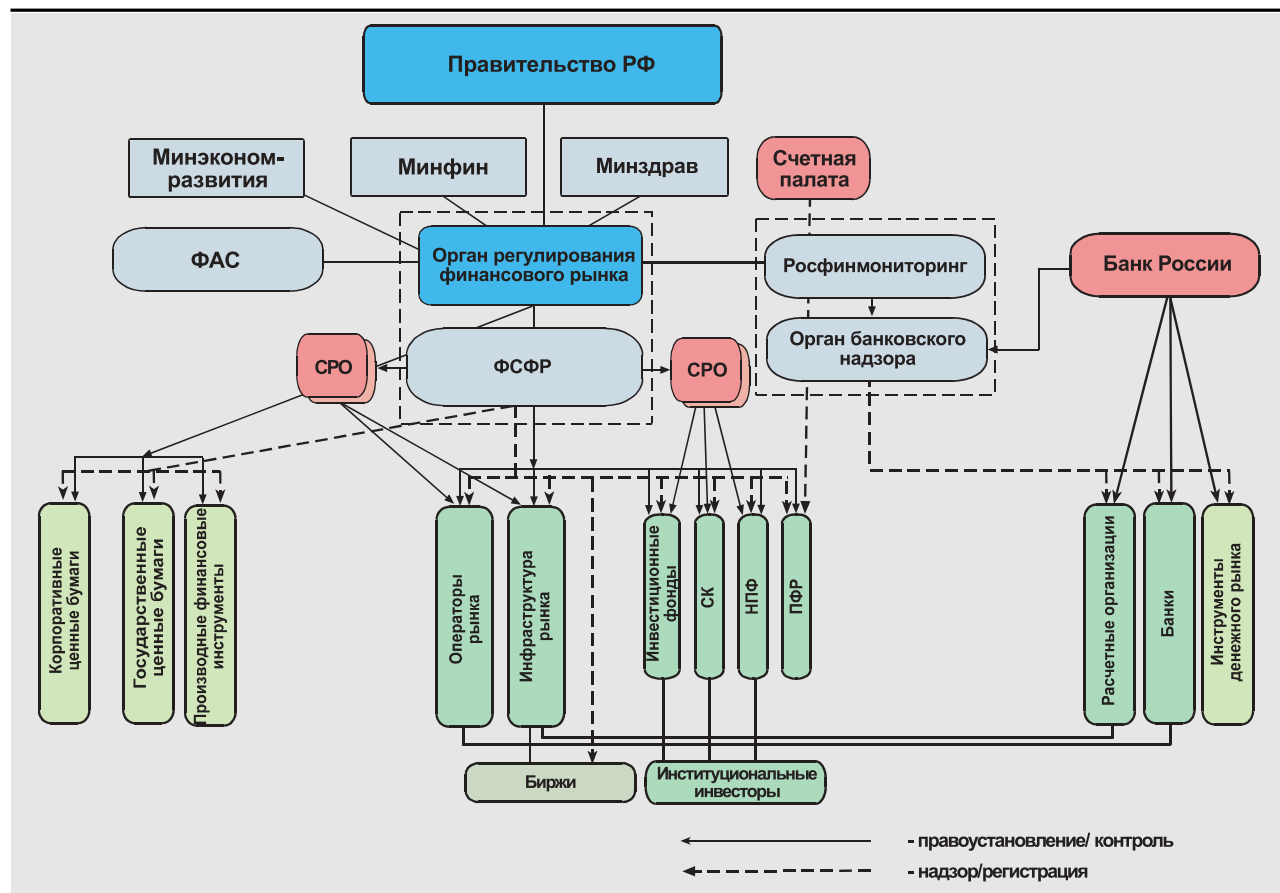 Правительство РФ
Минэконом-
развития
Минфин
Минздрав
Счетная
палата
ФАС
Орган регулирования
финансового рынка
Росфинмониторинг
Банк России
Орган банковского
надзора
СРО
ФСФР
СРО
Корпоративные
ценные бумаги
Государственные
ценные бумаги
Производные финансовые
инструменты
Операторы
рынка
Инфраструктура
рынка
Инвестиционные
фонды
СК
НПФ
ПФР
Расчетные организации
Банки
Инструменты
денежного рынка
Биржи
Институциональные
инвесторы
- правоустановление/ контроль
- надзор/регистрация